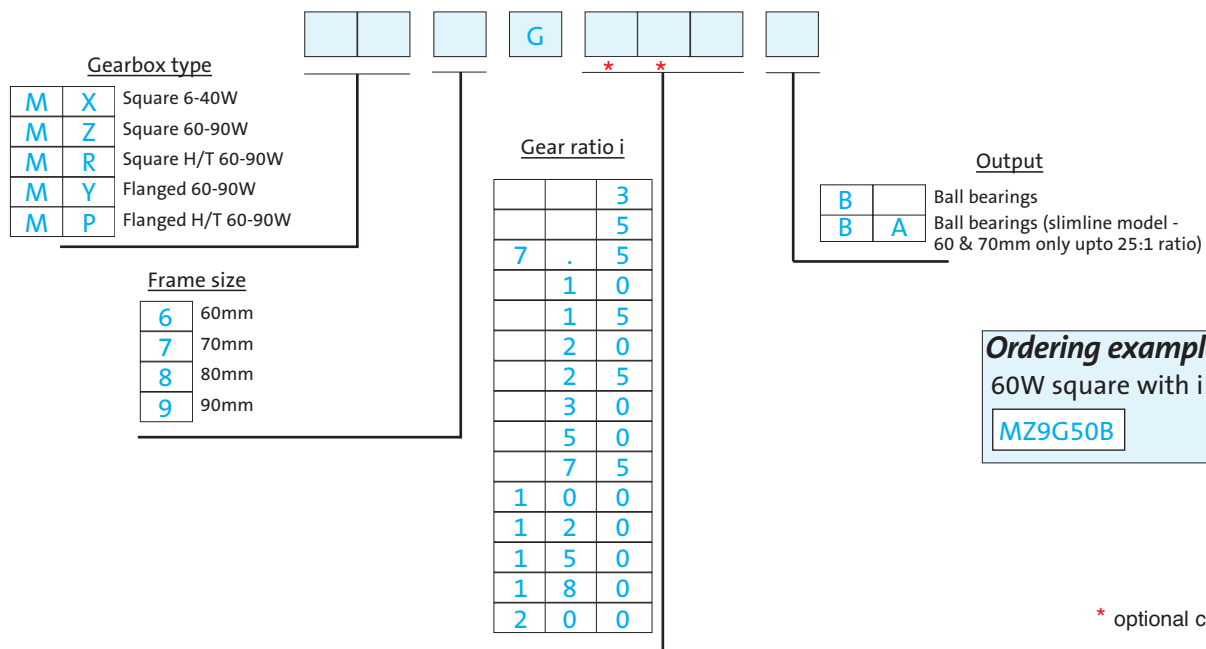 G
* *
Gearbox type
M X Square 6-40W
M Z Square 60-90W
M R Square H/T 60-90W
M Y Flanged 60-90W
M P Flanged H/T 60-90W
Frame size
6 60mm
7 70mm
8 80mm
9 90mm
Gear ratio i
3
5
7 . 5
1 0
1 5
2 0
2 5
3 0
5 0
7 5
1 0 0
1 2 0
1 5 0
1 8 0
2 0 0
Output
B Ball bearings
B A Ball bearings (slimline model -
60 & 70mm only upto 25:1 ratio)
Ordering exampl
60W square with i
MZ9G50B
* optional c